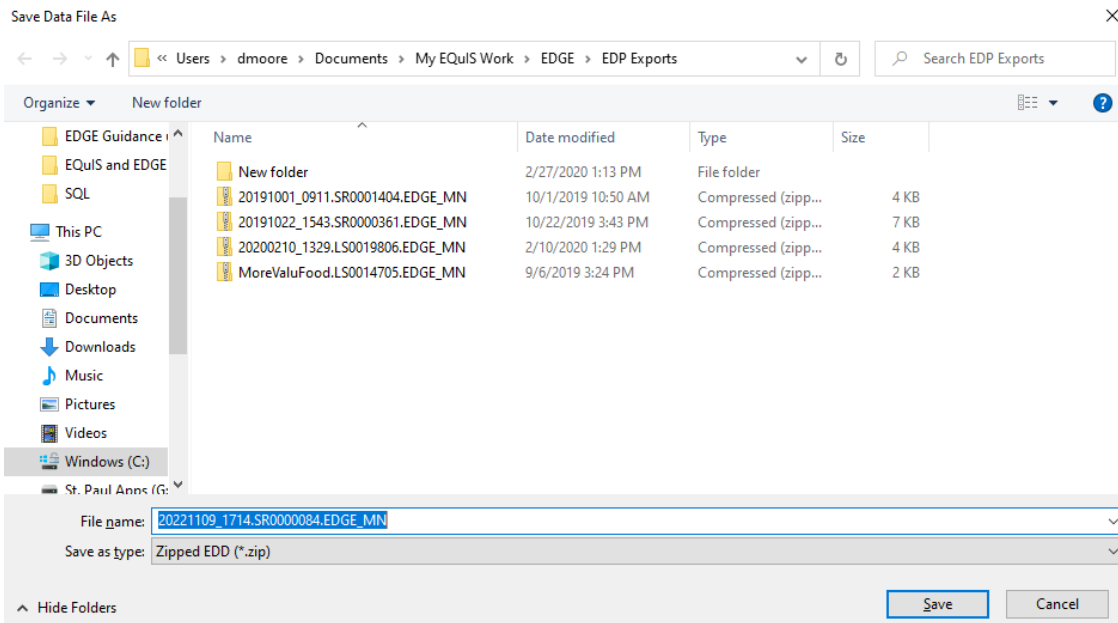 Save Data File As
« Users › dmoore › Documents › My EQuIS Work › EDGE › EDP Exports
Search EDP Exports
Organize New folder
EDGE Guidance
EQuIS and EDGE
SQL
This PC
3D Objects
Desktop
Documents
Downloads
Music
Pictures
Videos
Windows (C:)
St. Paul Apps (G:
Name Date modified Type Size
New folder 2/27/2020 1:13 PM File folder
20191001_0911.SR0001404.EDGE_MN 10/1/2019 10:50 AM Compressed (zipp... 4 KB
20191022_1543.SR0000361.EDGE_MN 10/22/2019 3:43 PM Compressed (zipp... 7 KB
20200210_1329.LS0019806.EDGE_MN 2/10/2020 1:29 PM Compressed (zipp... 4 KB
MoreValuFood.LS0014705.EDGE_MN 9/6/2019 3:24 PM Compressed (zipp... 2 KB
File name: 20221109_1714.SR0000084.EDGE_MN
Save as type: Zipped EDD (*.zip)
Hide Folders
Save Cancel